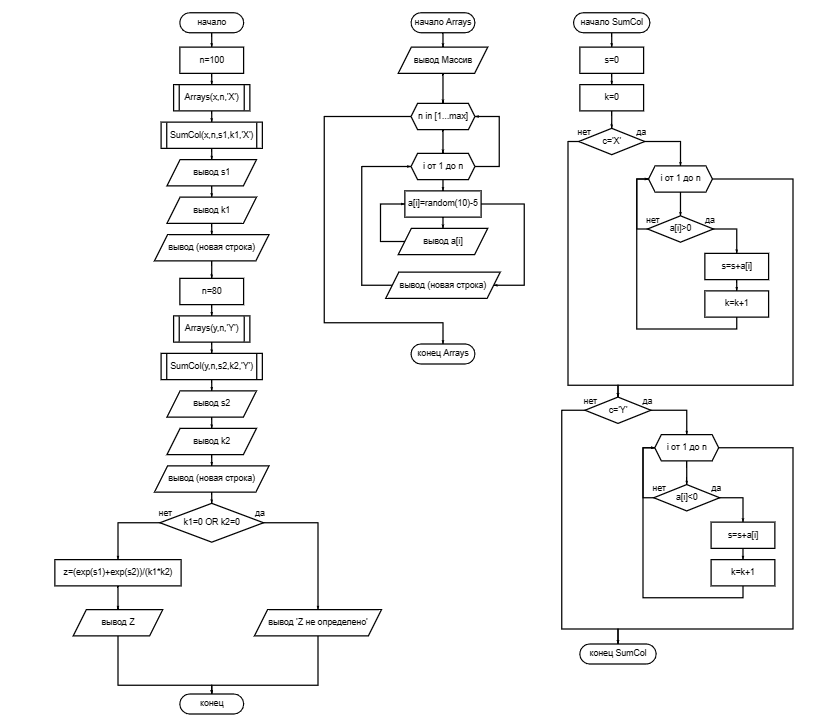 начало
n=100
Arrays(x,n,'X')
SumCol(x,n,s1,k1,'X')
вывод s1
вывод k1
вывод (новая строка)
n=80
Arrays(y,n,'Y')
SumCol(y,n,s2,k2,'Y')
вывод s2
вывод k2
вывод (новая строка)
нет
k1=0 OR k2=0
да
z=(exp(s1)+exp(s2))/(k1*k2)
вывод Z
вывод 'Z не определено'
конец
начало Arrays
вывод Массив
n in [1...max]
i от 1 до n
a[i]=random(10)-5
вывод a[i]
вывод (новая строка)
конец Arrays
начало SumCol
s=0
k=0
нет
c='X'
да
i от 1 до n
нет
a[i]>0
да
s=s+a[i]
k=k+1
нет
c='Y'
да
i от 1 до n
нет
a[i]<0
да
s=s+a[i]
k=k+1
конец SumCol